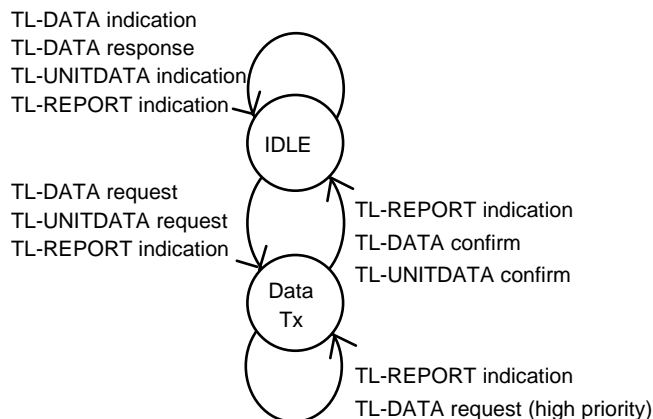 TL-DATA indication
TL-DATA response
TL-UNITDATA indication
TL-REPORT indication
IDLE
TL-DATA request
TL-UNITDATA request
TL-REPORT indication
TL-REPORT indication
TL-DATA confirm
TL-UNITDATA confirm
Data
Tx
TL-REPORT indication
TL-DATA request (high priority)